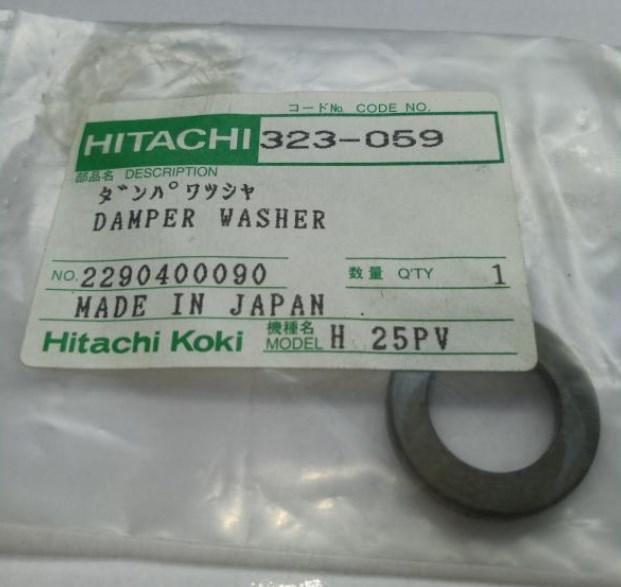 コードNo. CODE NO.
HITACHI 323-059
部品名 DESCRIPTION
ダンパワツシヤ
DAMPER WASHER
NO. 2290400090 数量 Q'TY 1
MADE IN JAPAN
Hitachi Koki 機種名 MODEL H 25PV